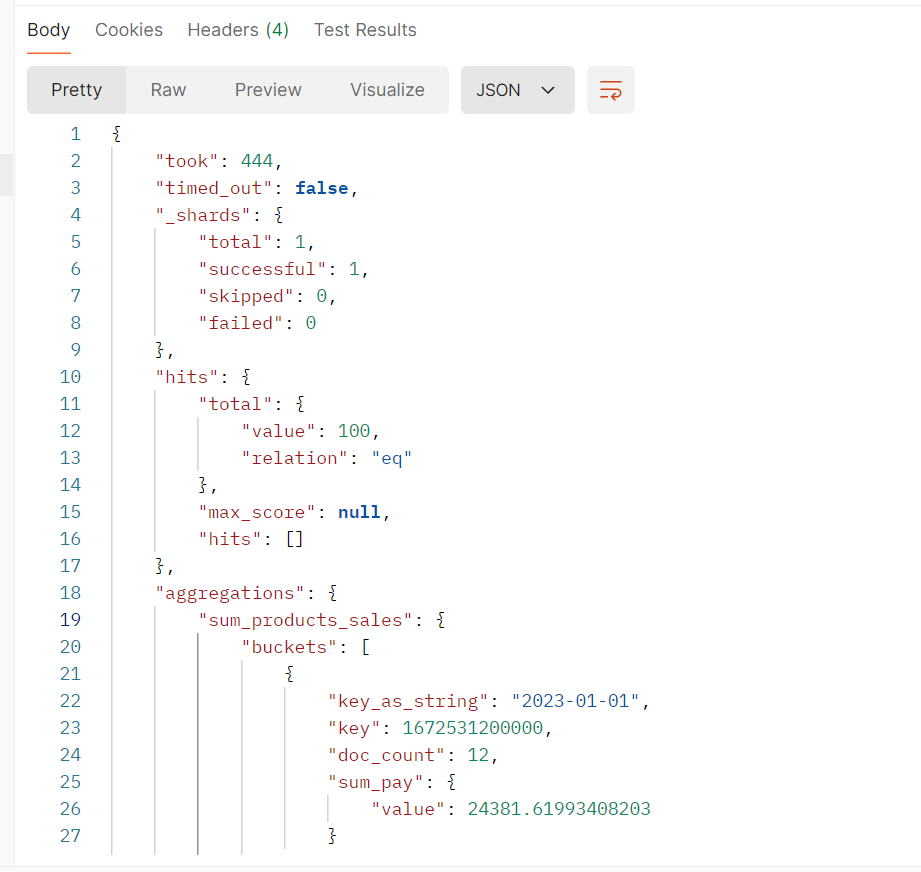 Body Cookies Headers (4) Test Results
Pretty Raw Preview Visualize JSON
1 {
2 "took": 444,
3 "timed_out": false,
4 "_shards": {
5 "total": 1,
6 "successful": 1,
7 "skipped": 0,
8 "failed": 0
9 },
10 "hits": {
11 "total": {
12 "value": 100,
13 "relation": "eq"
14 },
15 "max_score": null,
16 "hits": []
17 },
18 "aggregations": {
19 "sum_products_sales": {
20 "buckets": [
21 {
22 "key_as_string": "2023-01-01",
23 "key": 1672531200000,
24 "doc_count": 12,
25 "sum_pay": {
26 "value": 24381.61993408203
27 }